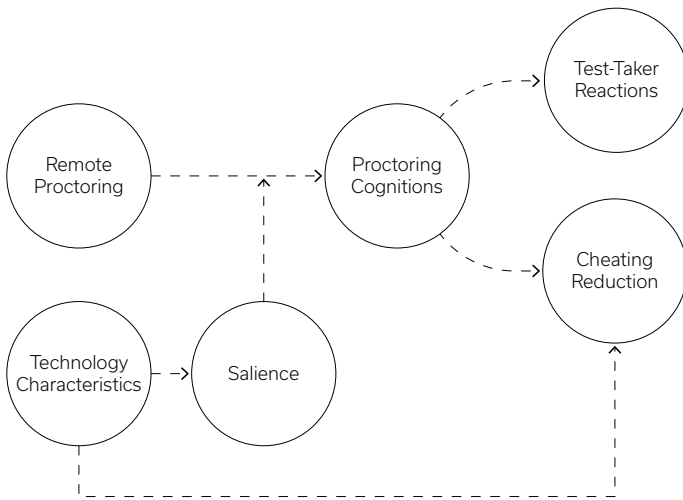 Test-Taker
Reactions
Remote
Proctoring
Proctoring
Cognitions
Cheating
Reduction
Technology
Characteristics
Salience